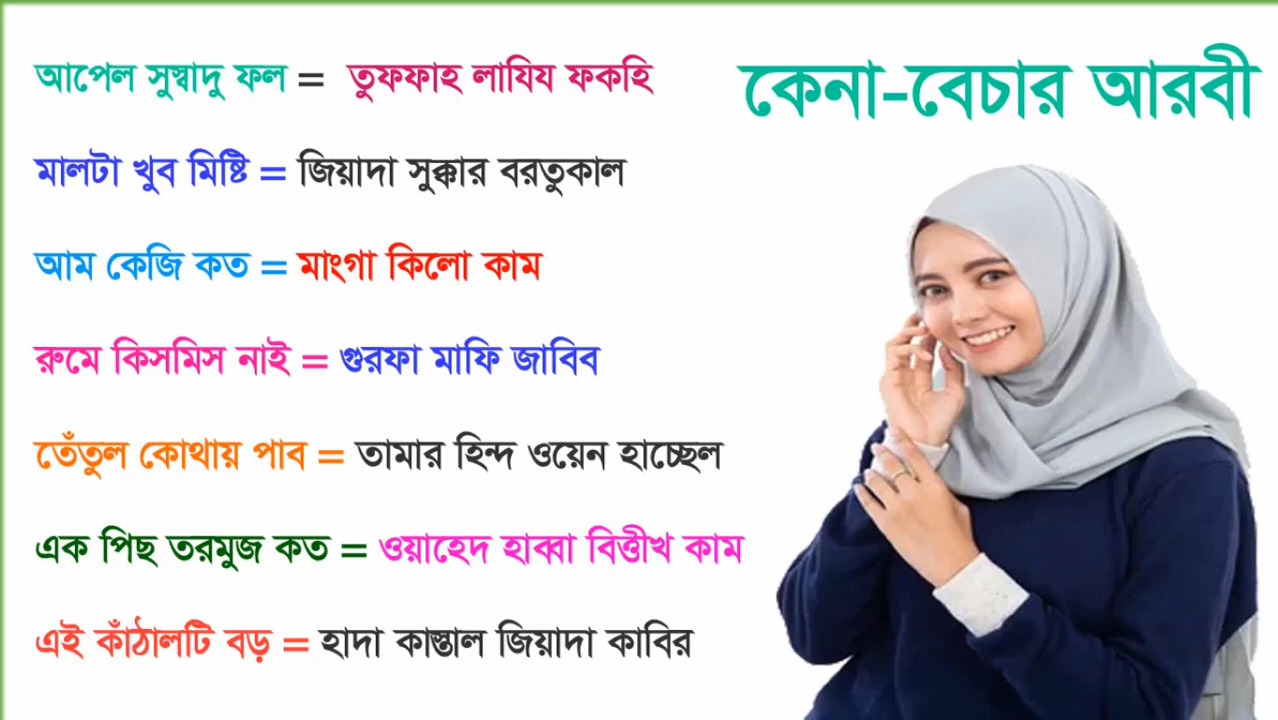 আপেল সুস্বাদু ফল = তুফফাহ লাযিয ফকহি
কেনা-বেচার আরবী
মালটা খুব মিষ্টি = জিয়াদা সুক্কার বরতুকাল
আম কেজি কত = মাংগা কিলো কাম
রুমে কিসমিস নাই = গুরফা মাফি জাবিব
তেঁতুল কোথায় পাব = তামার হিন্দ ওয়েন হাচ্ছেল
এক পিছ তরমুজ কত = ওয়াহেদ হাব্বা বিত্তীখ কাম
এই কাঁঠালটি বড় = হাদা কাস্তাল জিয়াদা কাবির